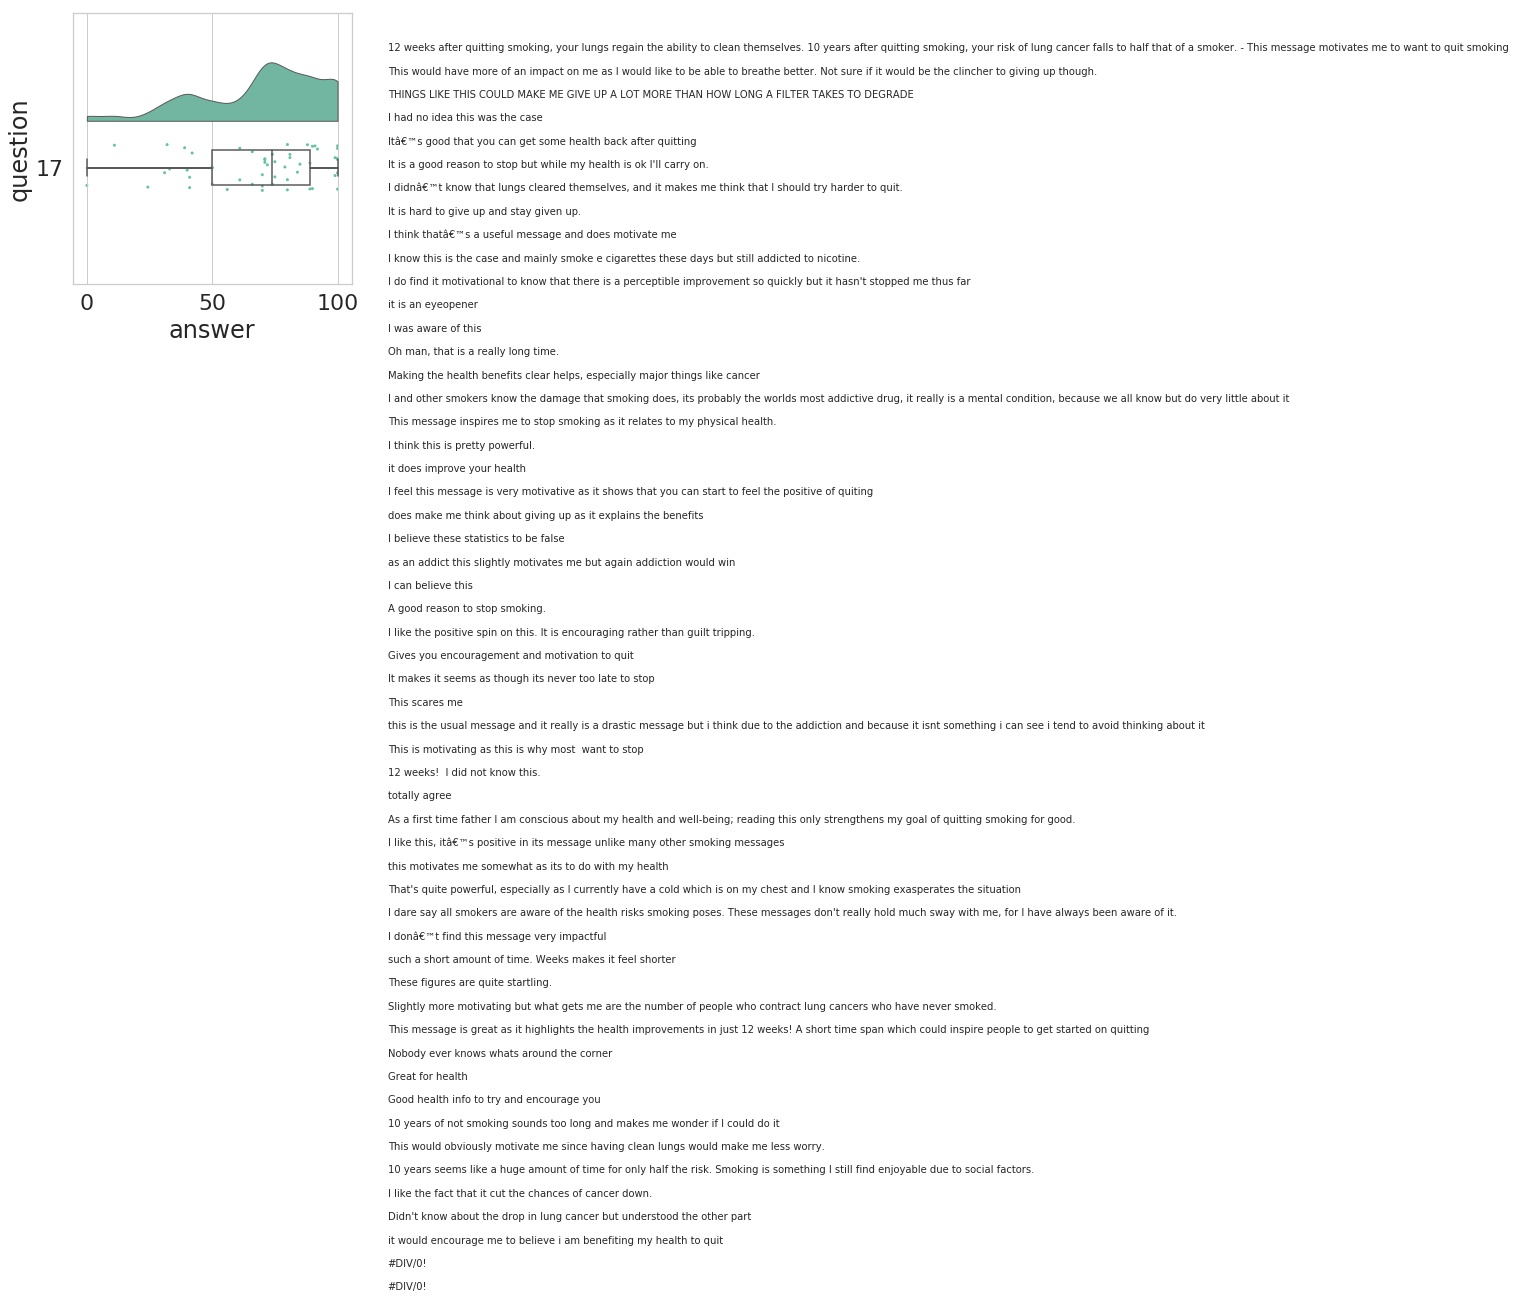 12 weeks after quitting smoking, your lungs regain the ability to clean themselves. 10 years after quitting smoking, your risk of lung cancer falls to half that of a smoker. - This message motivates me to want to quit smoking
This would have more of an impact on me as I would like to be able to breathe better. Not sure if it would be the clincher to giving up though.
THINGS LIKE THIS COULD MAKE ME GIVE UP A LOT MORE THAN HOW LONG A FILTER TAKES TO DEGRADE
I had no idea this was the case
Itâ€™s good that you can get some health back after quitting
It is a good reason to stop but while my health is ok I'll carry on.
I didnâ€™t know that lungs cleared themselves, and it makes me think that I should try harder to quit.
It is hard to give up and stay given up.
I think thatâ€™s a useful message and does motivate me
I know this is the case and mainly smoke e cigarettes these days but still addicted to nicotine.
I do find it motivational to know that there is a perceptible improvement so quickly but it hasn't stopped me thus far
it is an eyeopener
I was aware of this
Oh man, that is a really long time.
Making the health benefits clear helps, especially major things like cancer
I and other smokers know the damage that smoking does, its probably the worlds most addictive drug, it really is a mental condition, because we all know but do very little about it
This message inspires me to stop smoking as it relates to my physical health.
I think this is pretty powerful.
it does improve your health
I feel this message is very motivative as it shows that you can start to feel the positive of quiting
does make me think about giving up as it explains the benefits
I believe these statistics to be false
as an addict this slightly motivates me but again addiction would win
I can believe this
A good reason to stop smoking.
I like the positive spin on this. It is encouraging rather than guilt tripping.
Gives you encouragement and motivation to quit
It makes it seems as though its never too late to stop
This scares me
this is the usual message and it really is a drastic message but i think due to the addiction and because it isnt something i can see i tend to avoid thinking about it
This is motivating as this is why most  want to stop
12 weeks!  I did not know this.
totally agree
As a first time father I am conscious about my health and well-being; reading this only strengthens my goal of quitting smoking for good.
I like this, itâ€™s positive in its message unlike many other smoking messages
this motivates me somewhat as its to do with my health
That's quite powerful, especially as I currently have a cold which is on my chest and I know smoking exasperates the situation
I dare say all smokers are aware of the health risks smoking poses. These messages don't really hold much sway with me, for I have always been aware of it.
I donâ€™t find this message very impactful
such a short amount of time. Weeks makes it feel shorter
These figures are quite startling.
Slightly more motivating but what gets me are the number of people who contract lung cancers who have never smoked.
This message is great as it highlights the health improvements in just 12 weeks! A short time span which could inspire people to get started on quitting
Nobody ever knows whats around the corner
Great for health
Good health info to try and encourage you
10 years of not smoking sounds too long and makes me wonder if I could do it
This would obviously motivate me since having clean lungs would make me less worry.
10 years seems like a huge amount of time for only half the risk. Smoking is something I still find enjoyable due to social factors.
I like the fact that it cut the chances of cancer down.
Didn't know about the drop in lung cancer but understood the other part
it would encourage me to believe i am benefiting my health to quit
#DIV/0!
#DIV/0!
question
17
0 50 100
answer